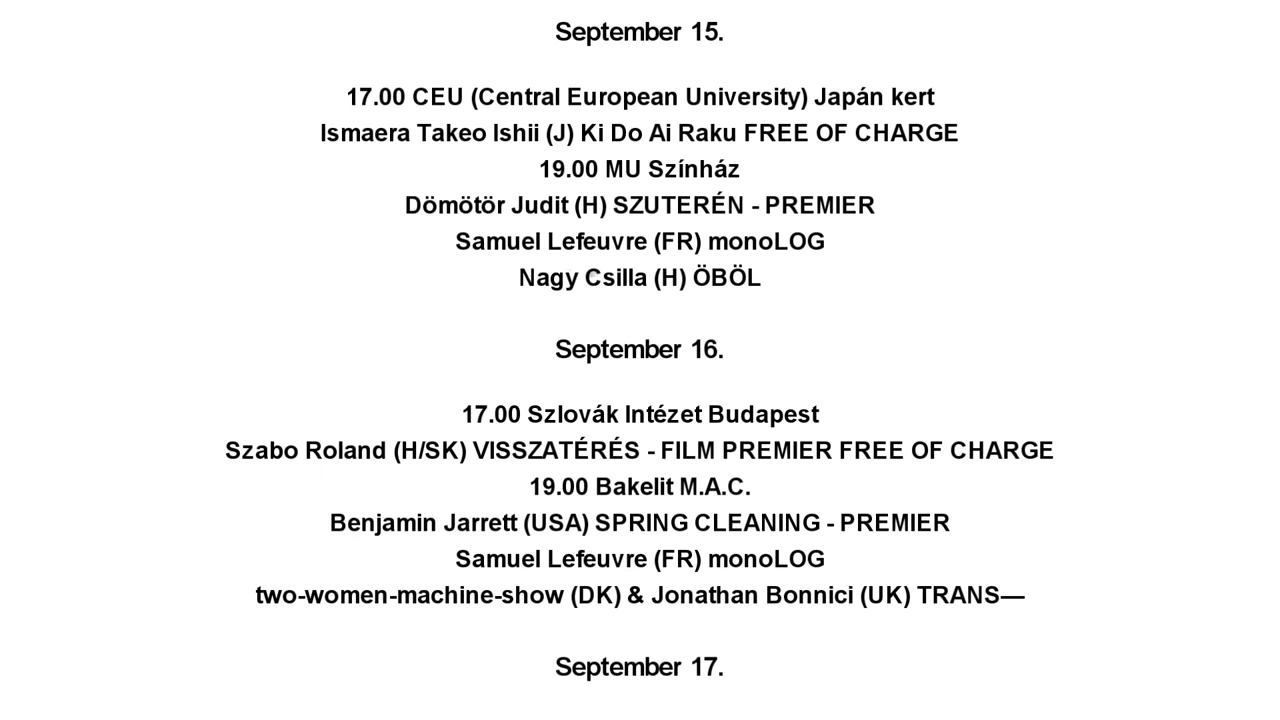 September 15.
17.00 CEU (Central European University) Japán kert
Ismaera Takeo Ishii (J) Ki Do Ai Raku FREE OF CHARGE
19.00 MU Színház
Dömötör Judit (H) SZUTERÉN - PREMIER
Samuel Lefeuvre (FR) monoLOG
Nagy Csilla (H) ÖBÖL
September 16.
17.00 Szlovák Intézet Budapest
Szabo Roland (H/SK) VISSZATÉRÉS - FILM PREMIER FREE OF CHARGE
19.00 Bakelit M.A.C.
Benjamin Jarrett (USA) SPRING CLEANING - PREMIER
Samuel Lefeuvre (FR) monoLOG
two-women-machine-show (DK) & Jonathan Bonnici (UK) TRANS—
September 17.